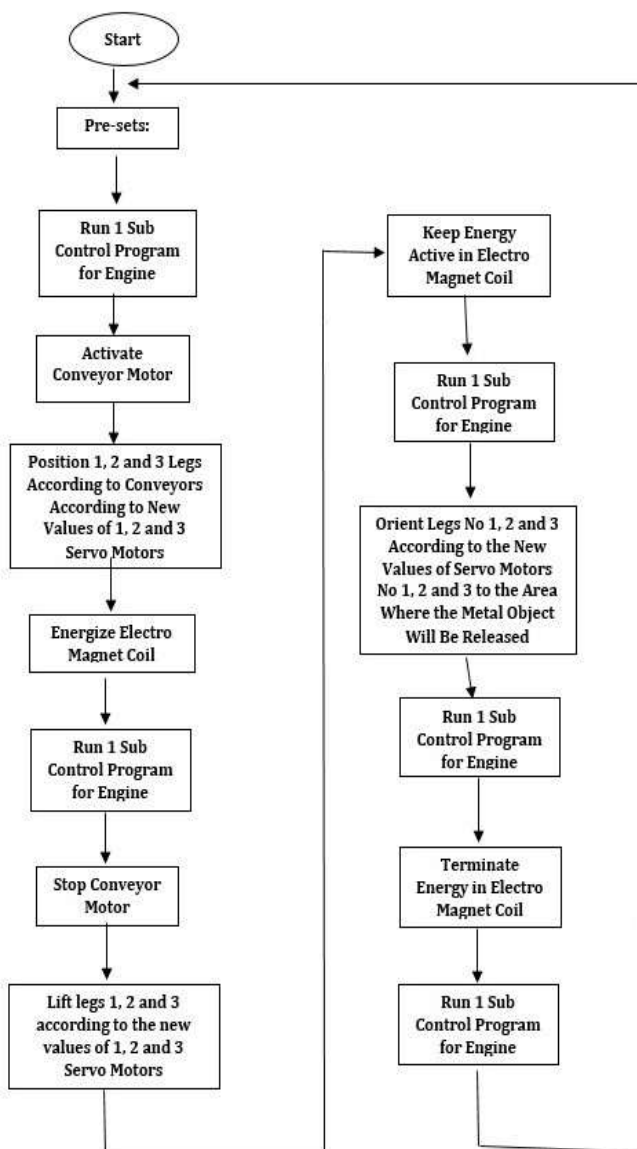 Start
Pre-sets:
Run 1 Sub
Control Program
for Engine
Activate
Conveyor Motor
Position 1, 2 and 3 Legs
According to Conveyors
According to New
Values of 1, 2 and 3
Servo Motors
Energize Electro
Magnet Coil
Run 1 Sub
Control Program
for Engine
Stop Conveyor
Motor
Lift legs 1, 2 and 3
according to the new
values of 1, 2 and 3
Servo Motors
Keep Energy
Active in Electro
Magnet Coil
Run 1 Sub
Control Program
for Engine
Orient Legs No 1, 2 and 3
According to the New
Values of Servo Motors
No 1, 2 and 3 to the Area
Where the Metal Object
Will Be Released
Run 1 Sub
Control Program
for Engine
Terminate
Energy in Electro
Magnet Coil
Run 1 Sub
Control Program
for Engine